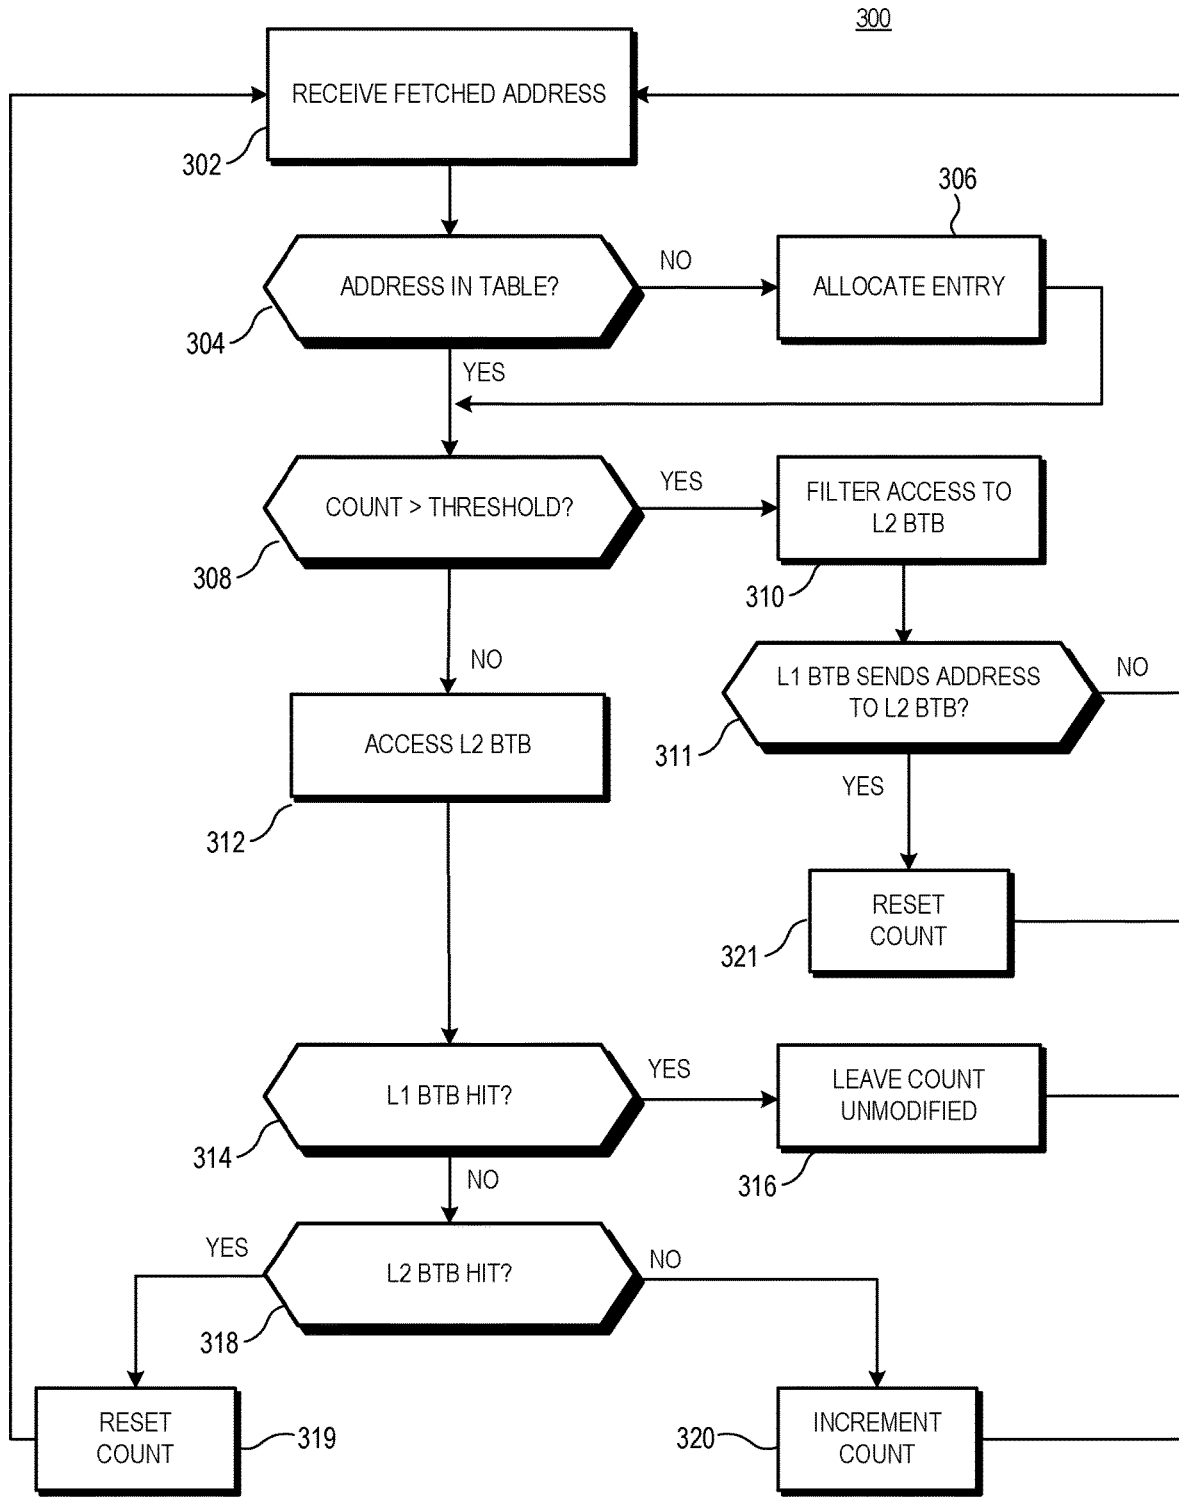 300
RECEIVE FETCHED ADDRESS
302
306
ADDRESS IN TABLE?
NO
ALLOCATE ENTRY
304
YES
COUNT > THRESHOLD?
YES
FILTER ACCESS TO
L2 BTB
308
310
NO
L1 BTB SENDS ADDRESS
TO L2 BTB?
NO
311
ACCESS L2 BTB
312
YES
RESET
COUNT
321
L1 BTB HIT?
YES
LEAVE COUNT
UNMODIFIED
314
316
NO
YES
L2 BTB HIT?
NO
318
RESET
COUNT
319
320
INCREMENT
COUNT